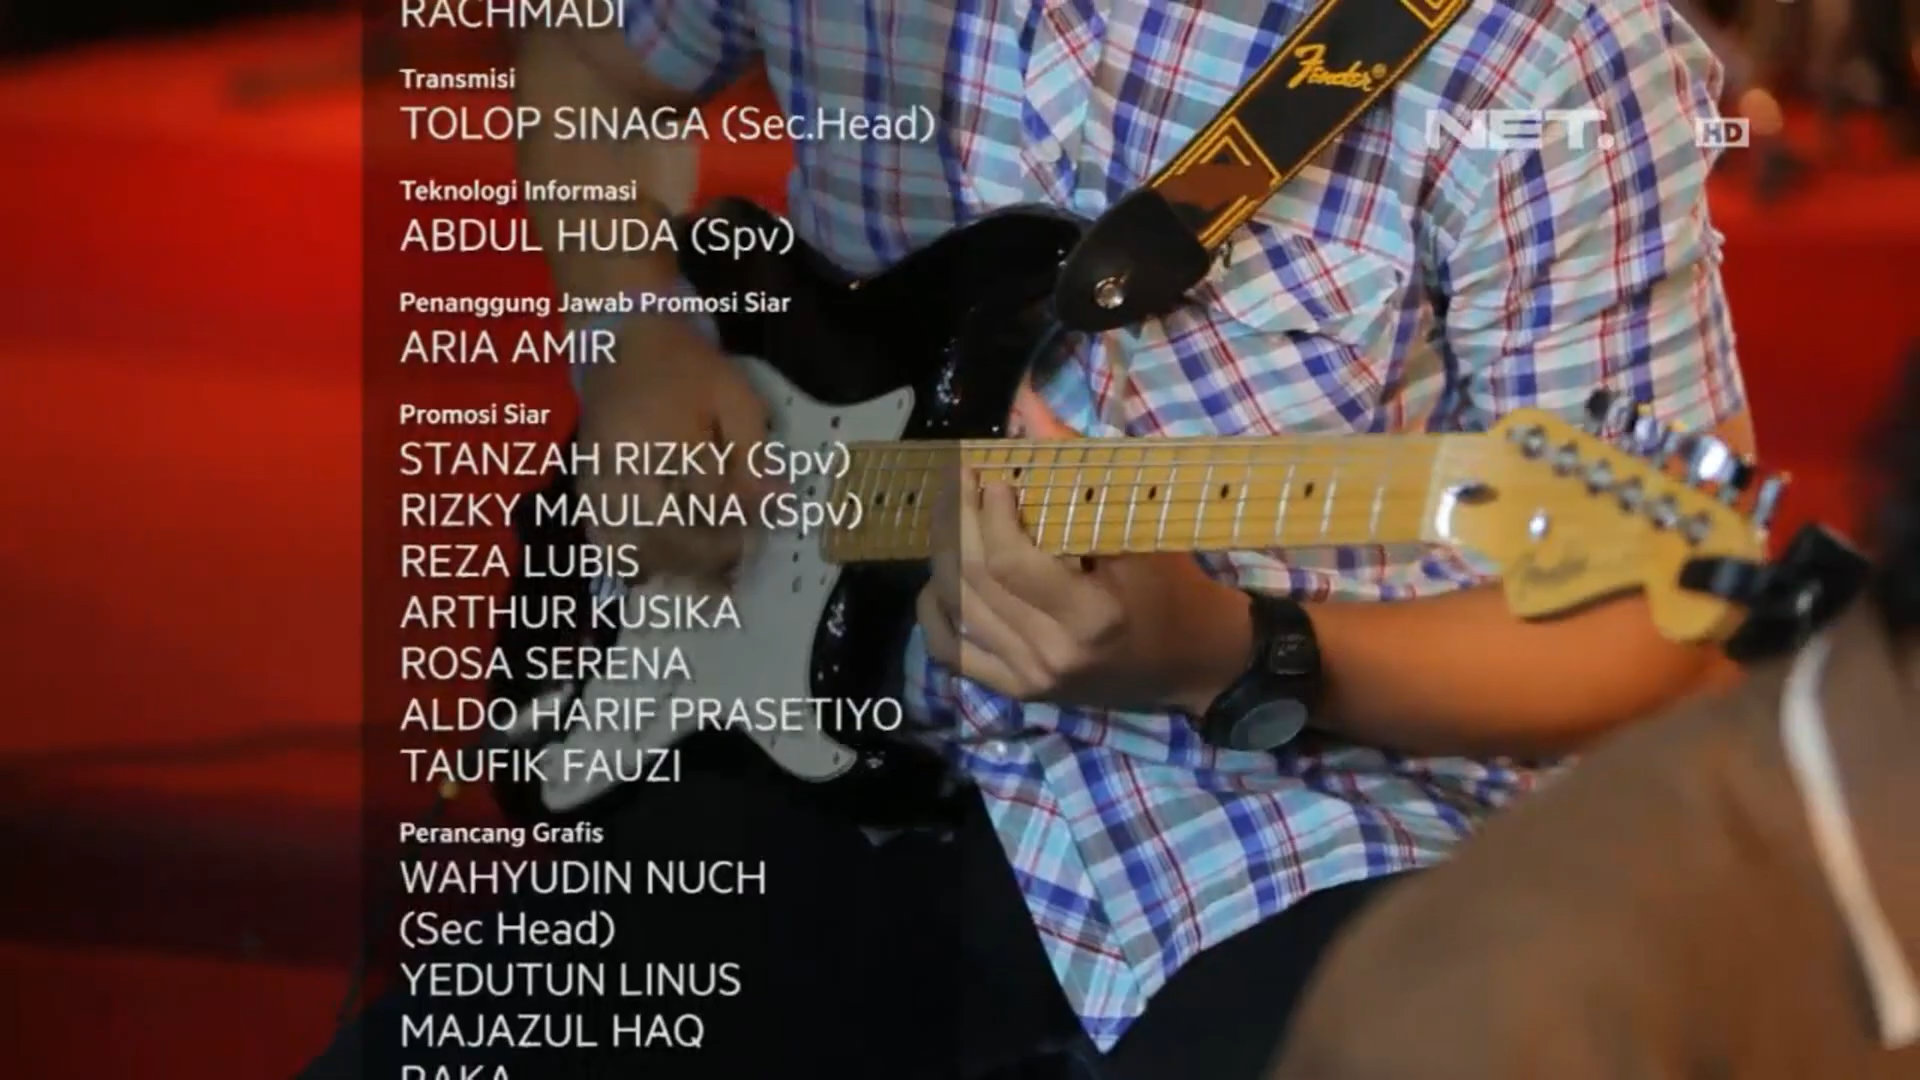 RACHMADI
Transmisi
TOLOP SINAGA (Sec.Head)
Teknologi Informasi
ABDUL HUDA (Spv)
Penanggung Jawab Promosi Siar
ARIA AMIR
Promosi Siar
STANZAH RIZKY (Spv)
RIZKY MAULANA (Spv)
REZA LUBIS
ARTHUR KUSIKA
ROSA SERENA
ALDO HARIF PRASETIYO
TAUFIK FAUZI
Perancang Grafis
WAHYUDIN NUCH
(Sec Head)
YEDUTUN LINUS
MAJAZUL HAQ
RAKA
Fender®
NET.
HD
Fender